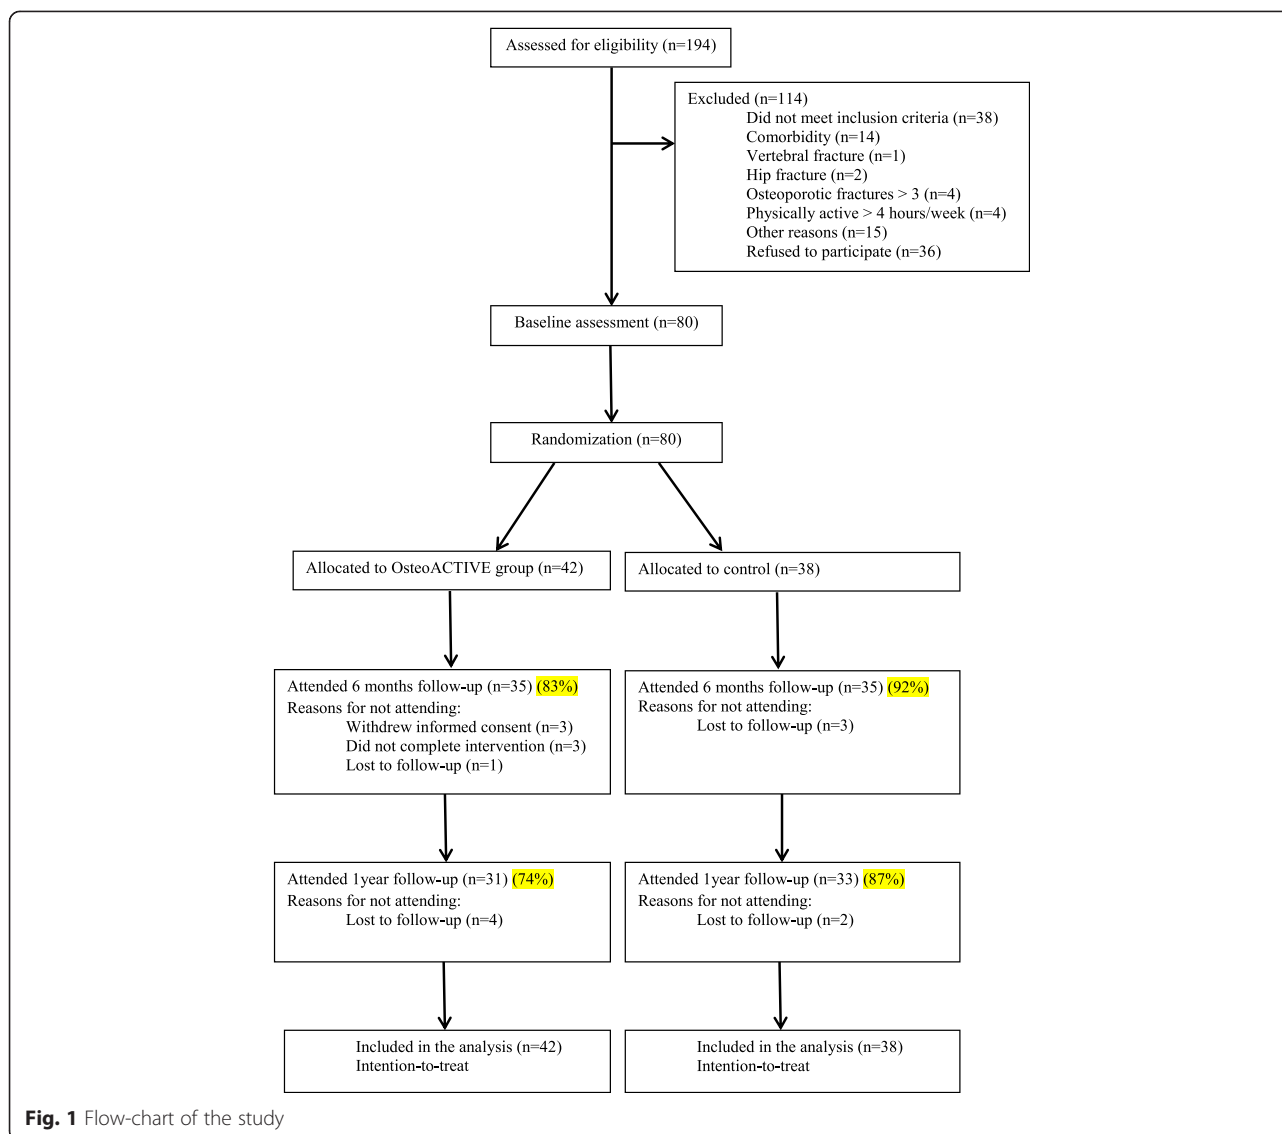 Assessed for eligibility (n=194)
Excluded (n=114)
Did not meet inclusion criteria (n=38)
Comorbidity (n=14)
Vertebral fracture (n=1)
Hip fracture (n=2)
Osteoporotic fractures > 3 (n=4)
Physically active > 4 hours/week (n=4)
Other reasons (n=15)
Refused to participate (n=36)
Baseline assessment (n=80)
Randomization (n=80)
Allocated to OsteoACTIVE group (n=42)
Allocated to control (n=38)
Attended 6 months follow-up (n=35) (83%)
Reasons for not attending:
Withdrew informed consent (n=3)
Did not complete intervention (n=3)
Lost to follow-up (n=1)
Attended 6 months follow-up (n=35) (92%)
Reasons for not attending:
Lost to follow-up (n=3)
Attended 1year follow-up (n=31) (74%)
Reasons for not attending:
Lost to follow-up (n=4)
Attended 1year follow-up (n=33) (87%)
Reasons for not attending:
Lost to follow-up (n=2)
Included in the analysis (n=42)
Intention-to-treat
Included in the analysis (n=38)
Intention-to-treat
Fig. 1 Flow-chart of the study